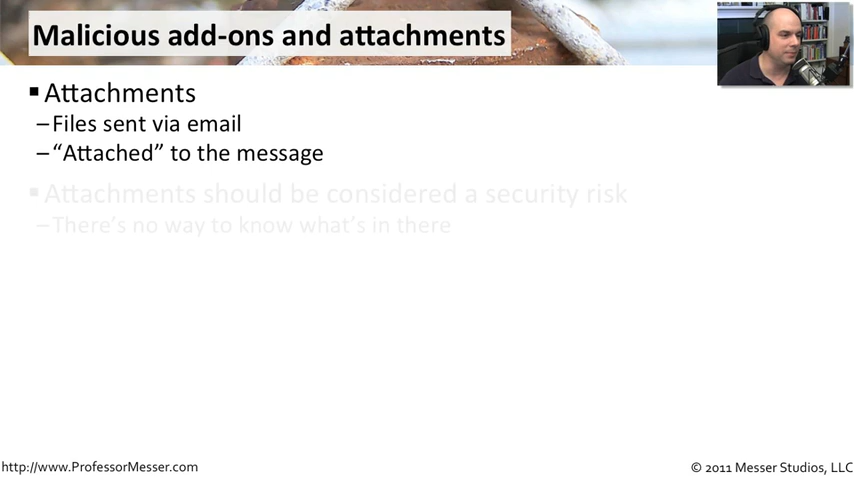 Malicious add-ons and attachments
▪ Attachments
– Files sent via email
– “Attached” to the message
▪ Attachments should be considered a security risk
– There’s no way to know what’s in there
http://www.ProfessorMesser.com
© 2011 Messer Studios, LLC